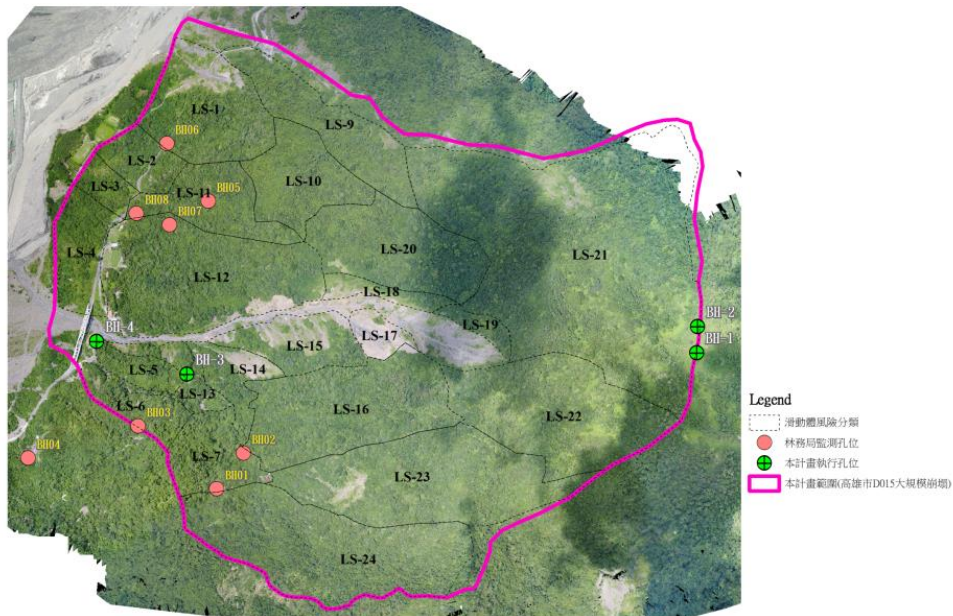 LS-1
LS-9
BH06
LS-2
LS-10
LS-3
LS-11
BH05
BH08
BH07
LS-4
LS-20
LS-21
LS-12
LS-18
BH-2
BH-4
LS-17
LS-19
BH-1
LS-15
LS-5
BH-3
LS-14
LS-13
LS-6
BH03
LS-16
LS-22
BH04
LS-7
BH02
BH01
LS-23
LS-24
Legend
滑動體風險分類
林務局監測孔位
本計畫執行孔位
本計畫範圍(高雄市D015大規模崩塌)